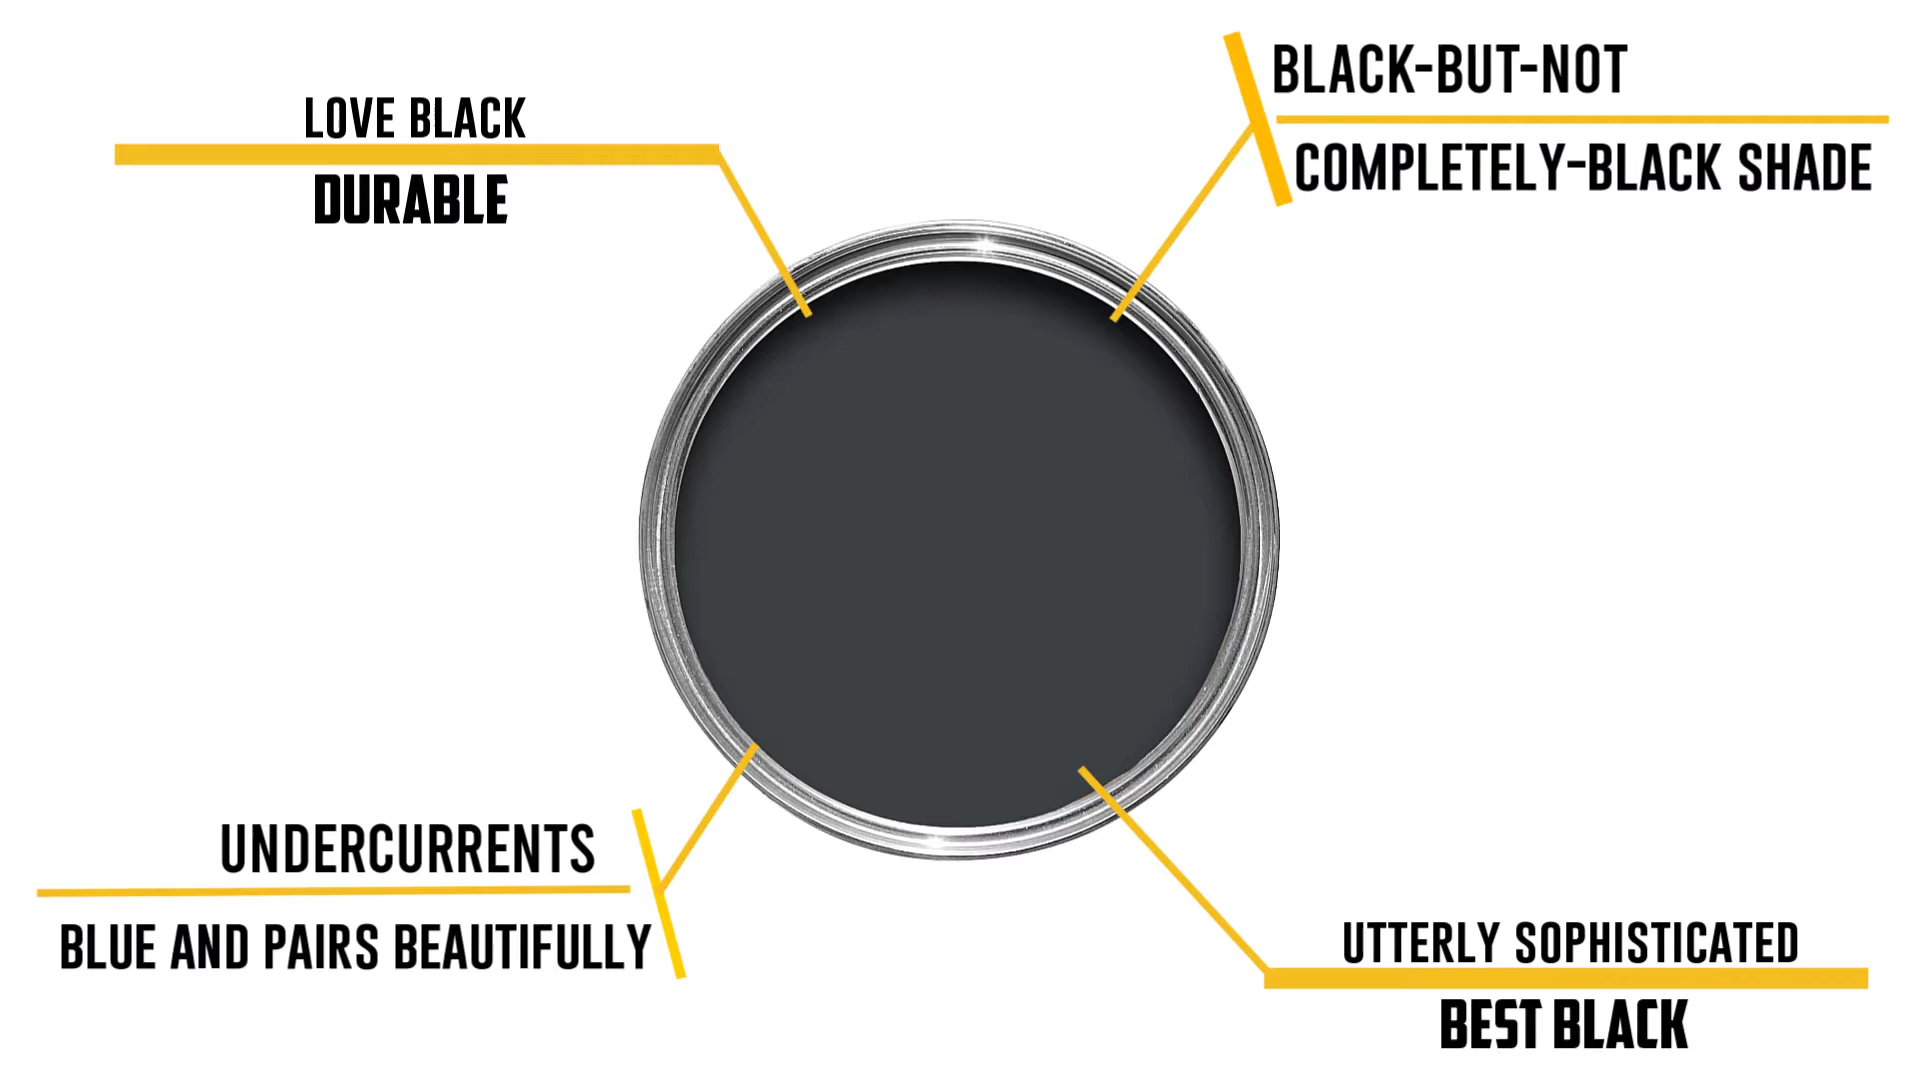 LOVE BLACK
DURABLE
BLACK-BUT-NOT
COMPLETELY-BLACK SHADE
UNDERCURRENTS
BLUE AND PAIRS BEAUTIFULLY
UTTERLY SOPHISTICATED
BEST BLACK